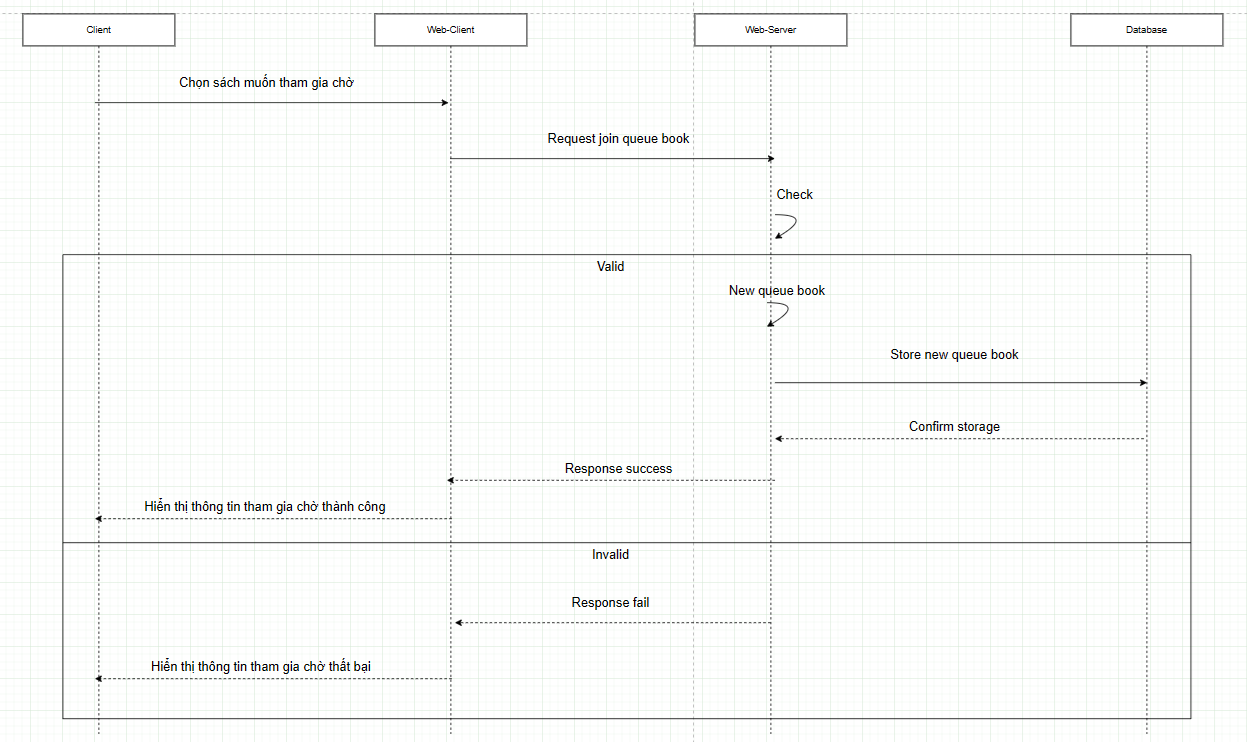 Client
Web-Client
Web-Server
Database
Chọn sách muốn tham gia chờ
Request join queue book
Check
Valid
New queue book
Store new queue book
Confirm storage
Response success
Hiển thị thông tin tham gia chờ thành công
Invalid
Response fail
Hiển thị thông tin tham gia chờ thất bại